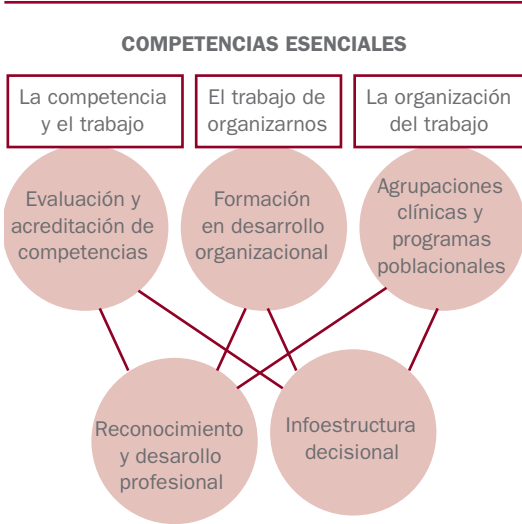 COMPETENCIAS ESENCIALES
La competencia
y el trabajo
El trabajo de
organizarnos
La organización
del trabajo
Evaluación y
acreditación de
competencias
Formación
en desarrollo
organizacional
Agrupaciones
clínicas y
programas
poblacionales
Reconocimiento
y desarollo
profesional
Infoestructura
decisional